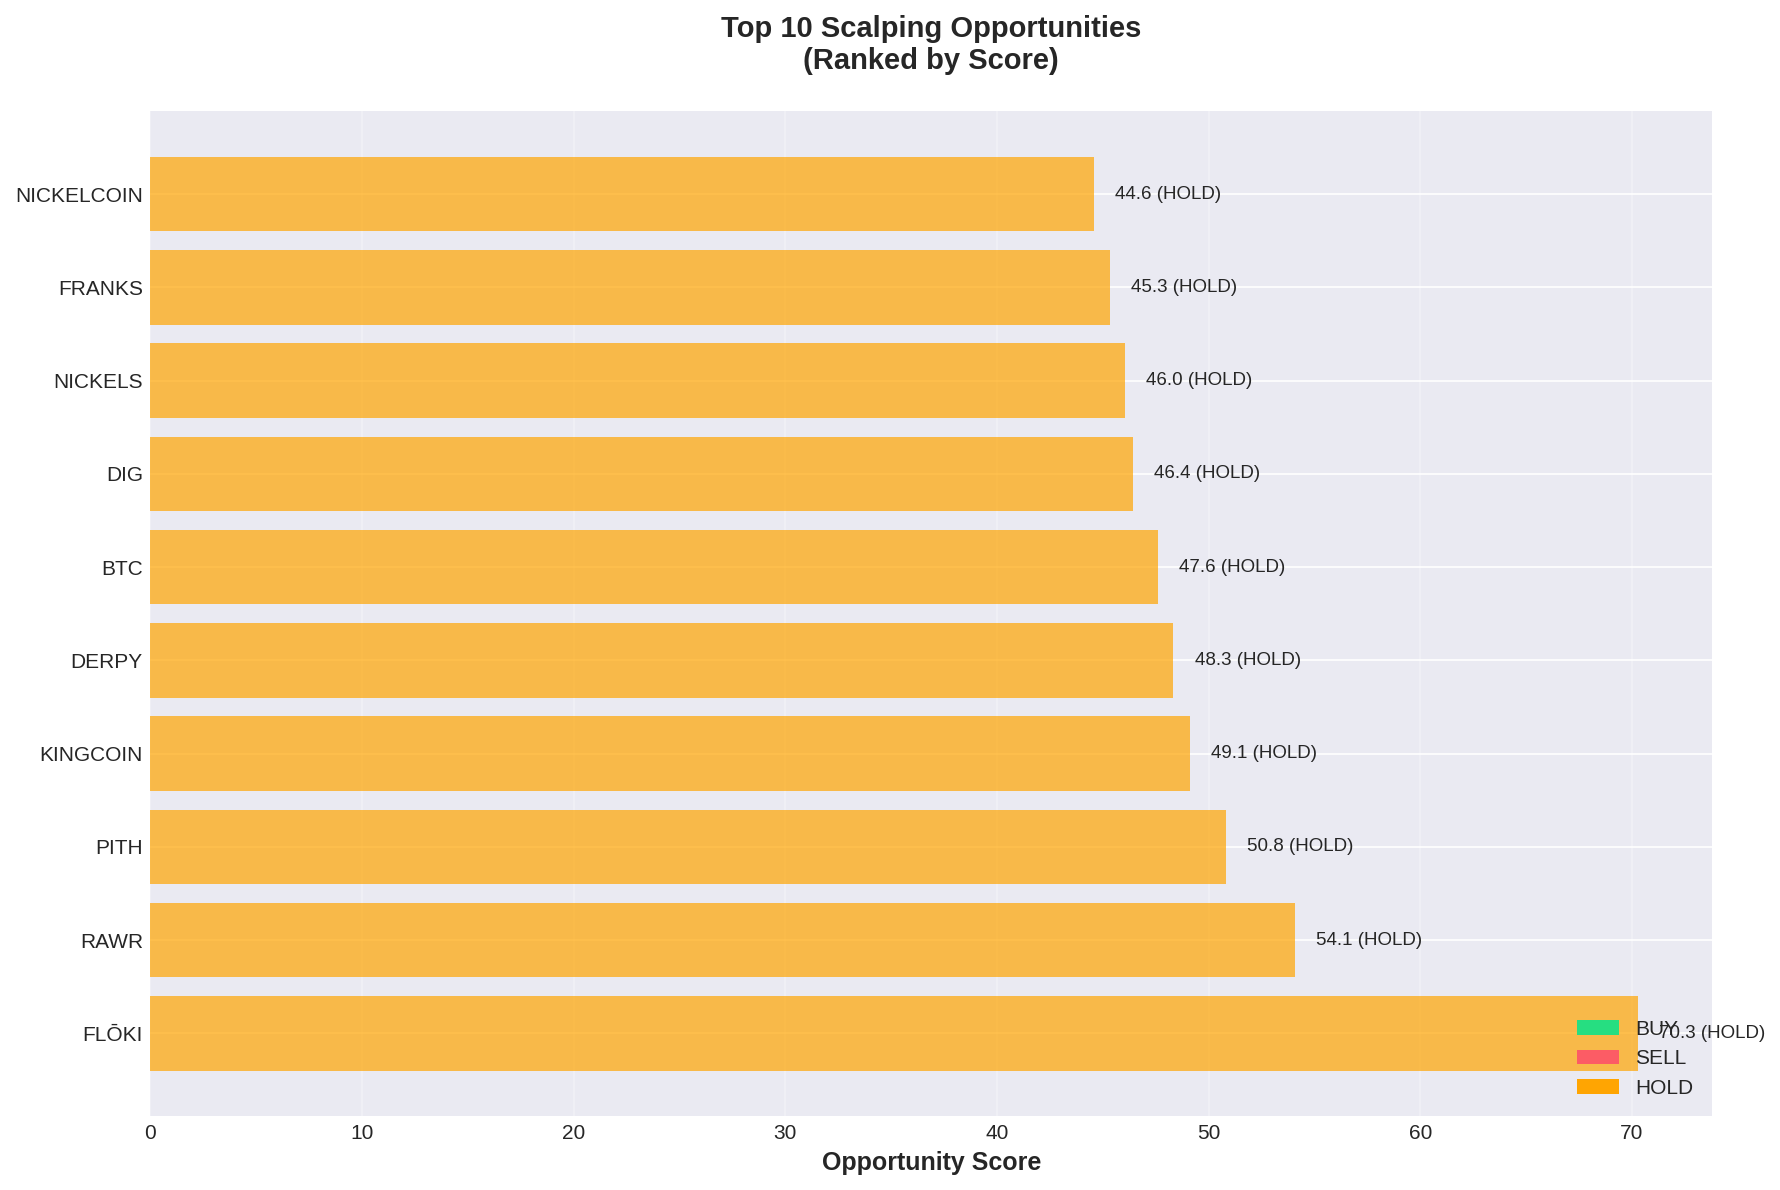 Top 10 Scalping Opportunities
(Ranked by Score)
NICKELCOIN 44.6 (HOLD)
FRANKS 45.3 (HOLD)
NICKELS 46.0 (HOLD)
DIG 46.4 (HOLD)
BTC 47.6 (HOLD)
DERPY 48.3 (HOLD)
KINGCOIN 49.1 (HOLD)
PITH 50.8 (HOLD)
RAWR 54.1 (HOLD)
FLŌKI 70.3 (HOLD)
BUY
SELL
HOLD
0 10 20 30 40 50 60 70
Opportunity Score